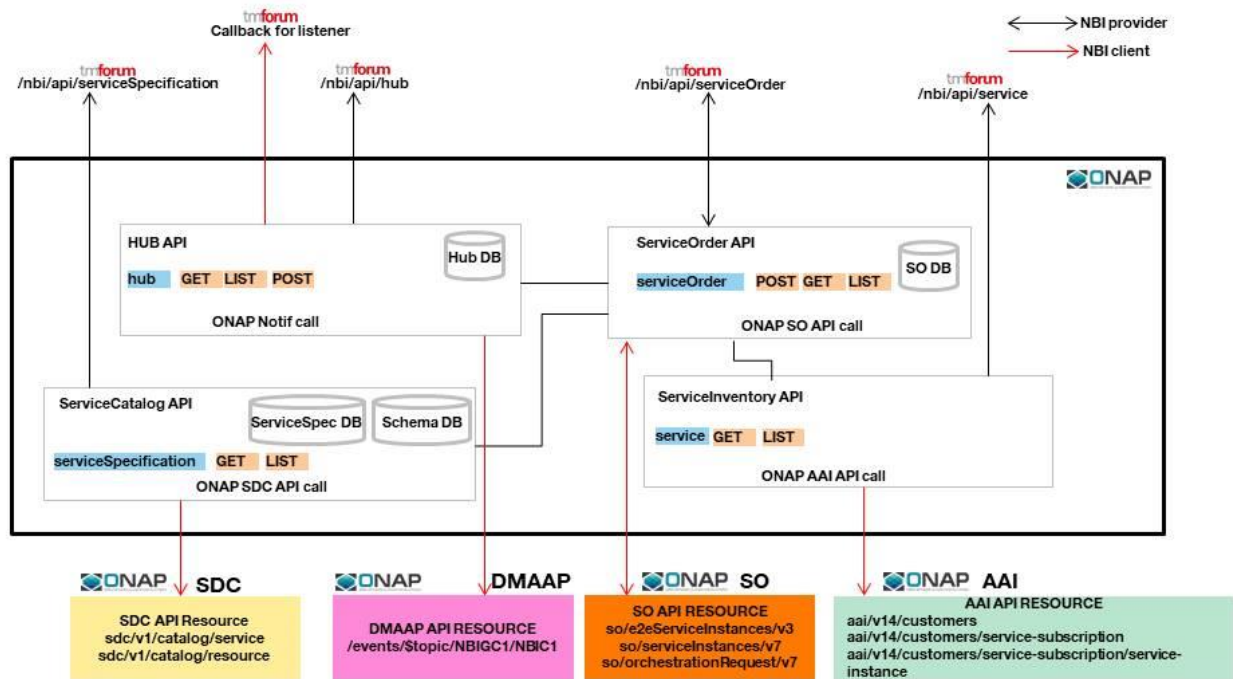 tmforum
Callback for listener
NBI provider
NBI client
tmforum
/nbi/api/serviceSpecification
tmforum
/nbi/api/hub
tmforum
/nbi/api/serviceOrder
tmforum
/nbi/api/service
ONAP
HUB API
Hub DB
hub GET LIST POST
ONAP Notif call
ServiceOrder API
SO DB
serviceOrder POST GET LIST
ONAP SO API call
ServiceCatalog API
ServiceSpec DB
Schema DB
serviceSpecification GET LIST
ONAP SDC API call
ServiceInventory API
service GET LIST
ONAP AAI API call
ONAP SDC
SDC API Resource
sdc/v1/catalog/service
sdc/v1/catalog/resource
ONAP DMAAP
DMAAP API RESOURCE
/events/$topic/NBIGC1/NBIC1
ONAP SO
SO API RESOURCE
so/e2eServiceInstances/v3
so/serviceInstances/v7
so/orchestrationRequest/v7
ONAP AAI
AAI API RESOURCE
aai/v14/customers
aai/v14/customers/service-subscription
aai/v14/customers/service-subscription/service-
instance